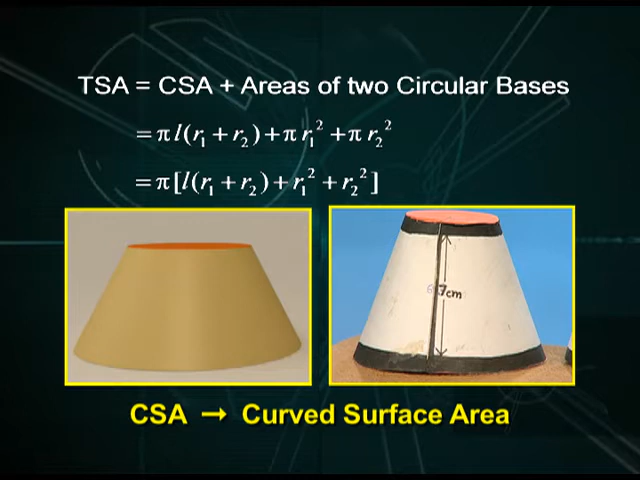 TSA = CSA + Areas of two Circular Bases
= π l(r₁ + r₂) + π r₁² + π r₂²
= π [l(r₁ + r₂) + r₁² + r₂²]
CSA → Curved Surface Area